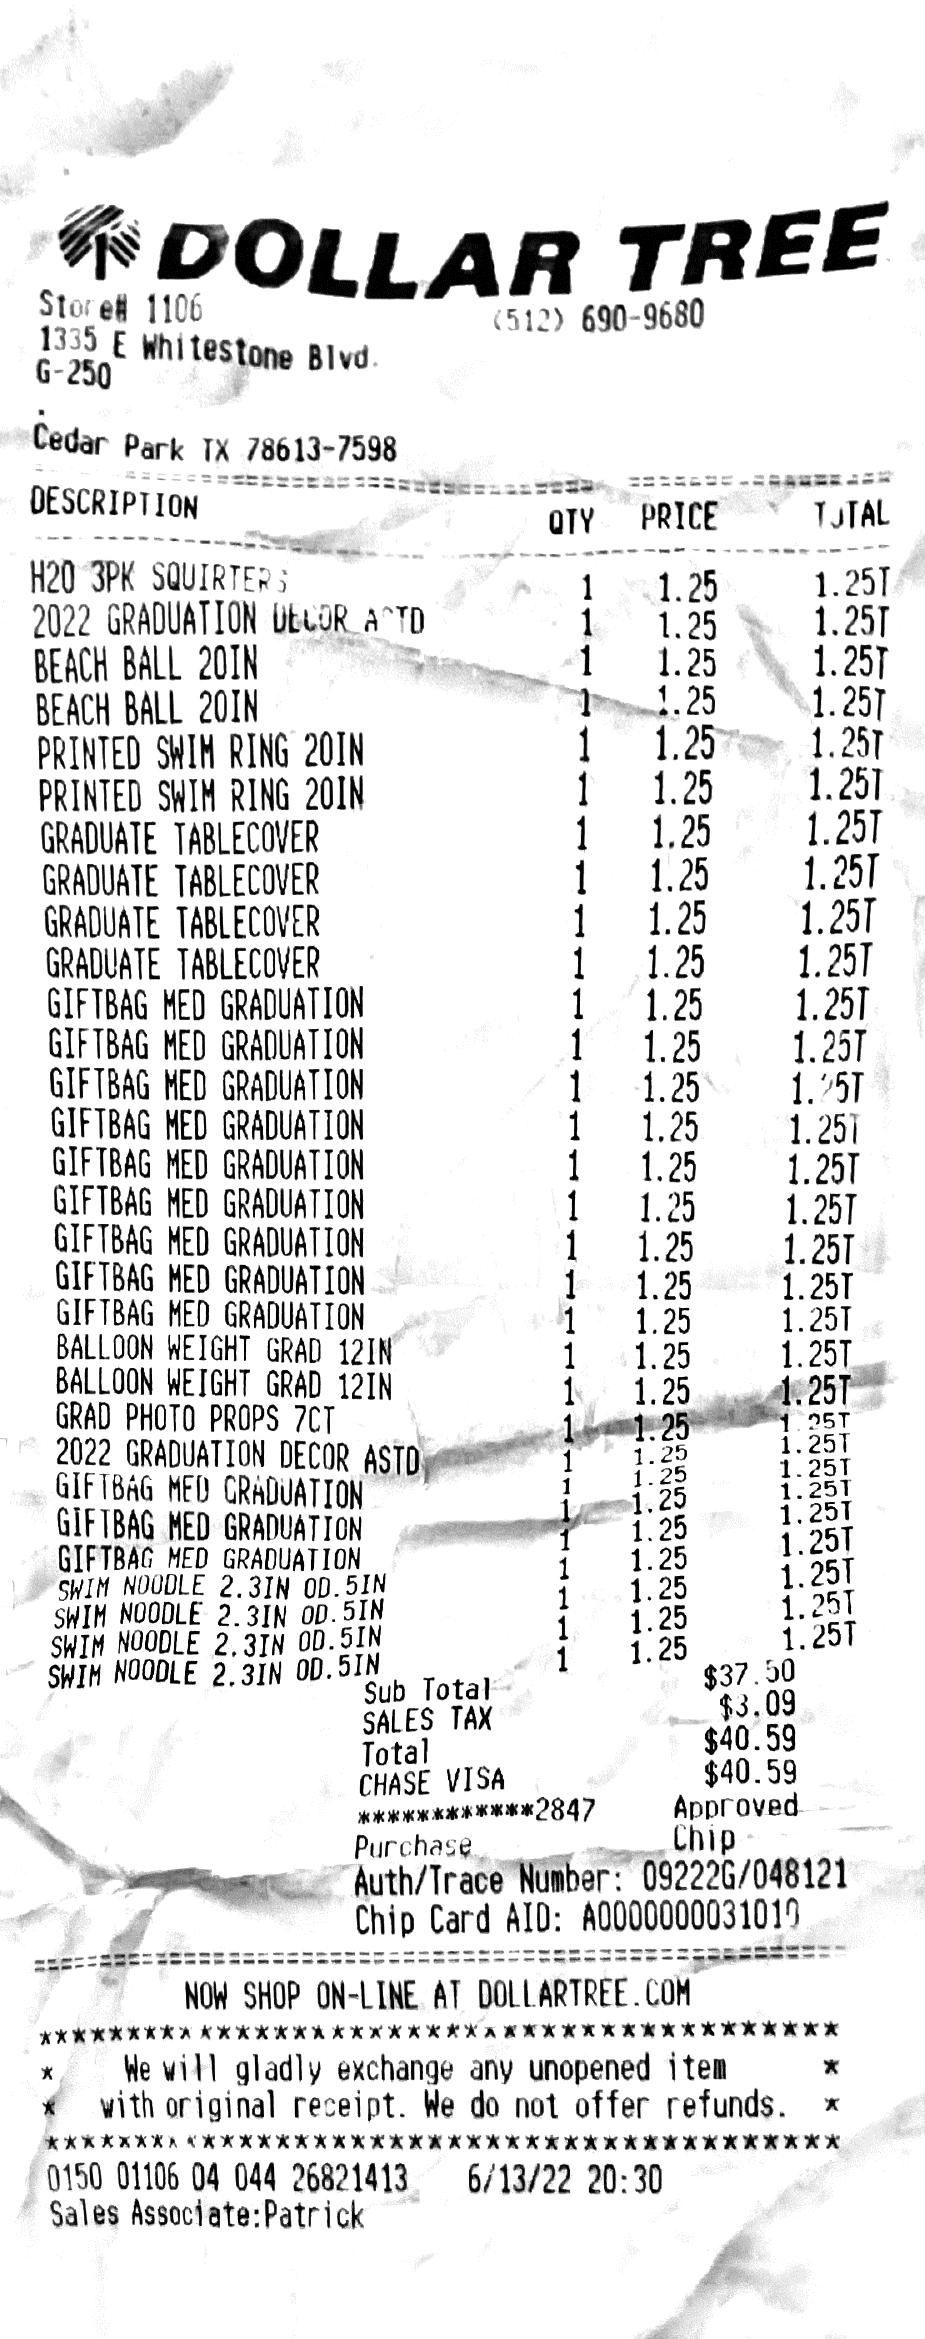 DOLLAR TREE
Store# 1106 (512) 690-9680
1335 E Whitestone Blvd.
G-250
.
Cedar Park TX 78613-7598
DESCRIPTION QTY PRICE TOTAL
H20 3PK SQUIRTERS 1 1.25 1.25T
2022 GRADUATION DECOR ASTD 1 1.25 1.25T
BEACH BALL 20IN 1 1.25 1.25T
BEACH BALL 20IN 1 1.25 1.25T
PRINTED SWIM RING 20IN 1 1.25 1.25T
PRINTED SWIM RING 20IN 1 1.25 1.25T
GRADUATE TABLECOVER 1 1.25 1.25T
GRADUATE TABLECOVER 1 1.25 1.25T
GRADUATE TABLECOVER 1 1.25 1.25T
GRADUATE TABLECOVER 1 1.25 1.25T
GIFTBAG MED GRADUATION 1 1.25 1.25T
GIFTBAG MED GRADUATION 1 1.25 1.25T
GIFTBAG MED GRADUATION 1 1.25 1.25T
GIFTBAG MED GRADUATION 1 1.25 1.25T
GIFTBAG MED GRADUATION 1 1.25 1.25T
GIFTBAG MED GRADUATION 1 1.25 1.25T
GIFTBAG MED GRADUATION 1 1.25 1.25T
GIFTBAG MED GRADUATION 1 1.25 1.25T
GIFTBAG MED GRADUATION 1 1.25 1.25T
BALLOON WEIGHT GRAD 12IN 1 1.25 1.25T
BALLOON WEIGHT GRAD 12IN 1 1.25 1.25T
GRAD PHOTO PROPS 7CT 1 1.25 1.25T
2022 GRADUATION DECOR ASTD 1 1.25 1.25T
GIFTBAG MED GRADUATION 1 1.25 1.25T
GIFTBAG MED GRADUATION 1 1.25 1.25T
GIFTBAG MED GRADUATION 1 1.25 1.25T
SWIM NOODLE 2.3IN OD.5IN 1 1.25 1.25T
SWIM NOODLE 2.3IN OD.5IN 1 1.25 1.25T
SWIM NOODLE 2.3IN OD.5IN 1 1.25 1.25T
SWIM NOODLE 2.3IN OD.5IN 1 1.25 1.25T
Sub Total $37.50
SALES TAX $3.09
Total $40.59
CHASE VISA $40.59
************2847 Approved
Purchase Chip
Auth/Trace Number: 09222G/048121
Chip Card AID: A0000000031010
NOW SHOP ON-LINE AT DOLLARTREE.COM
* We will gladly exchange any unopened item *
* with original receipt. We do not offer refunds. *
0150 01106 04 044 26821413 6/13/22 20:30
Sales Associate:Patrick